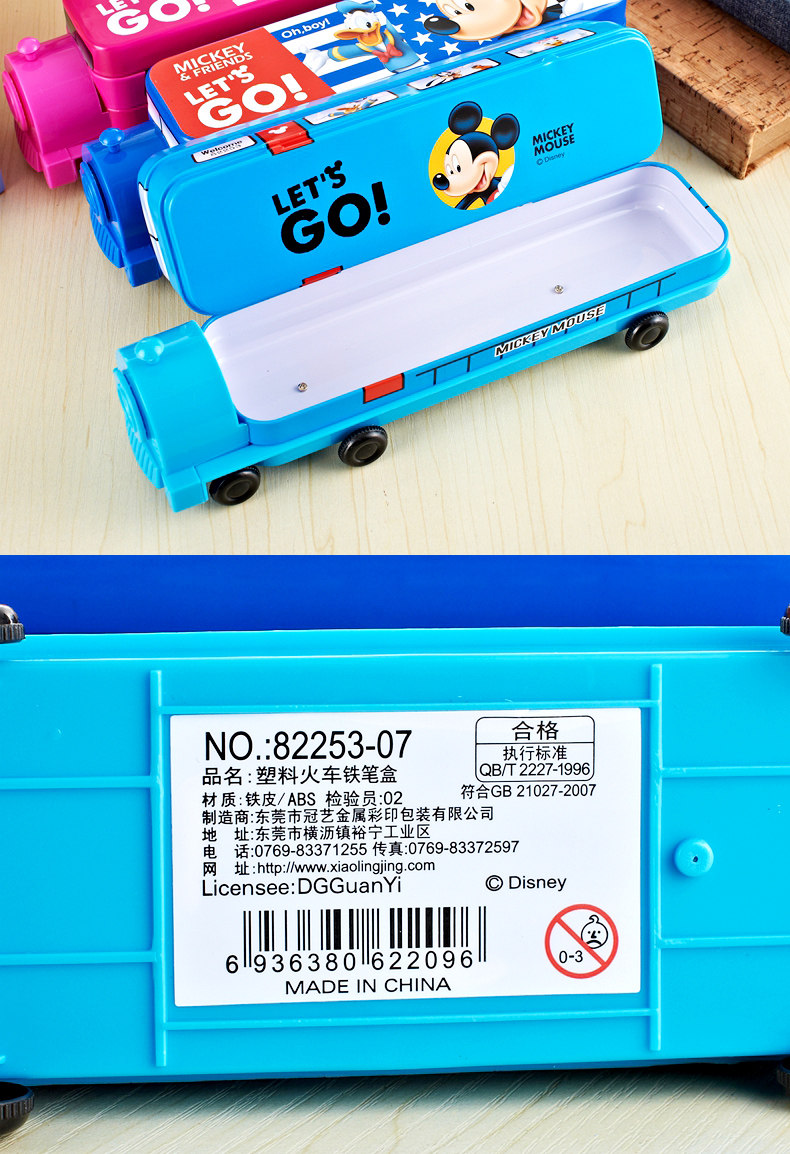 LET'S
GO!
Oh,boy!
MICKEY
& FRIENDS
LET'S
GO!
Welcome
LET'S
GO!
MICKEY
MOUSE
© Disney
MICKEY MOUSE
NO.:82253-07
合格
执行标准
QB/T 2227-1996
品名:塑料火车铁笔盒
符合GB 21027-2007
材质:铁皮/ABS 检验员:02
制造商:东莞市冠艺金属彩印包装有限公司
地 址:东莞市横沥镇裕宁工业区
电 话:0769-83371255 传真:0769-83372597
网 址:http://www.xiaolingjing.com
Licensee:DGGuanYi © Disney
0-3
6 936380 622096
MADE IN CHINA